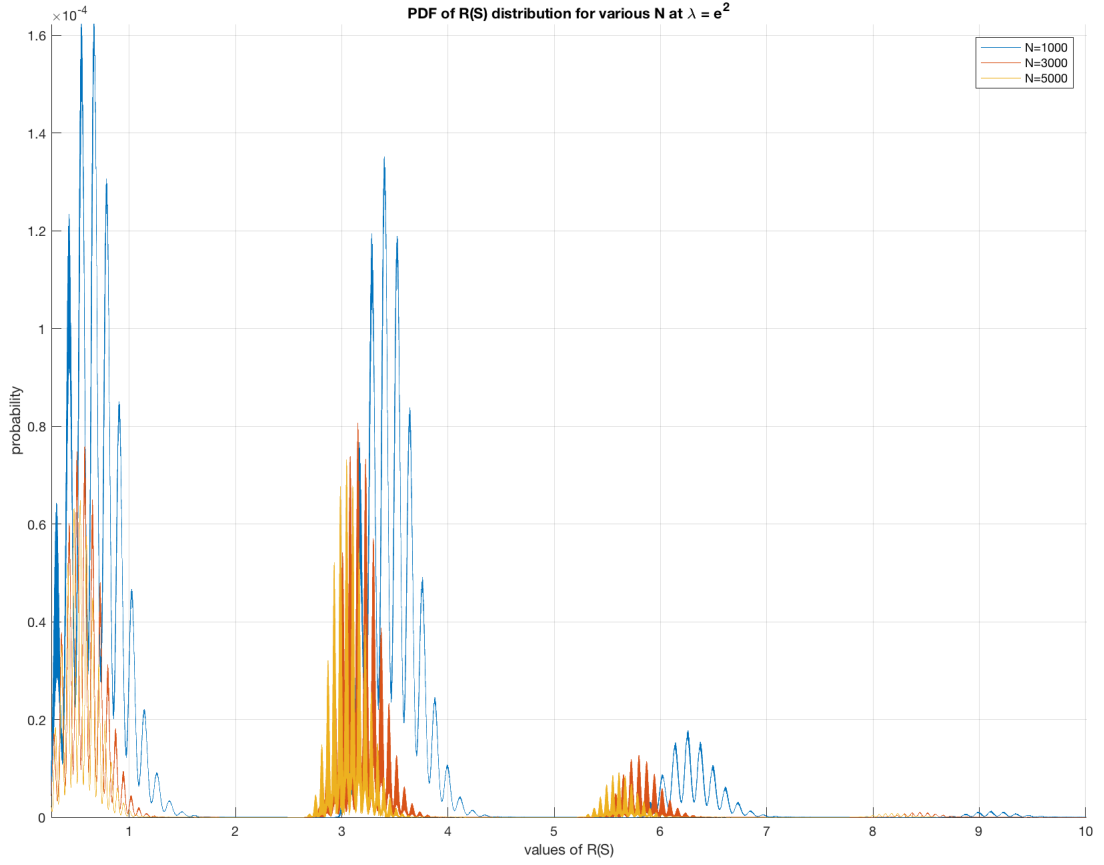 PDF of R(S) distribution for various N at λ = e²
×10⁻⁴
1.6
1.4
1.2
1
0.8
0.6
0.4
0.2
0
probability
N=1000
N=3000
N=5000
1 2 3 4 5 6 7 8 9 10
values of R(S)